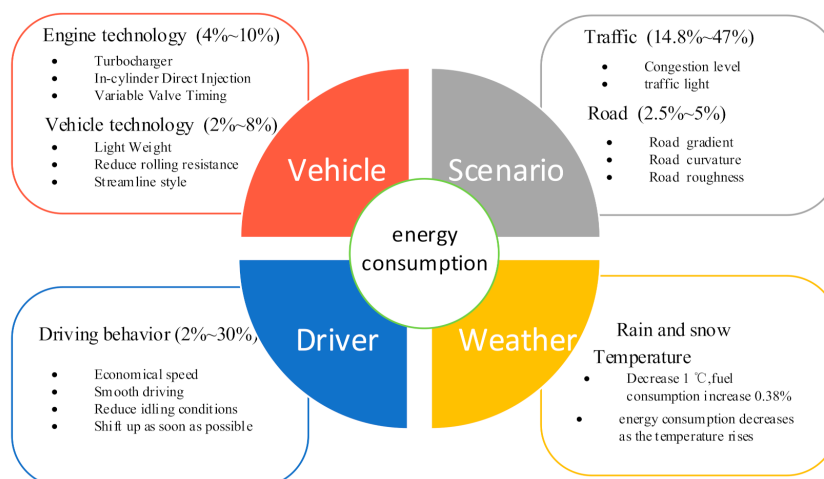 Engine technology (4%~10%)
• Turbocharger
• In-cylinder Direct Injection
• Variable Valve Timing
Vehicle technology (2%~8%)
• Light Weight
• Reduce rolling resistance
• Streamline style
Traffic (14.8%~47%)
• Congestion level
• traffic light
Road (2.5%~5%)
• Road gradient
• Road curvature
• Road roughness
Vehicle
Scenario
energy
consumption
Driver
Weather
Driving behavior (2%~30%)
• Economical speed
• Smooth driving
• Reduce idling conditions
• Shift up as soon as possible
Rain and snow
Temperature
• Decrease 1 ℃,fuel
consumption increase 0.38%
• energy consumption decreases
as the temperature rises